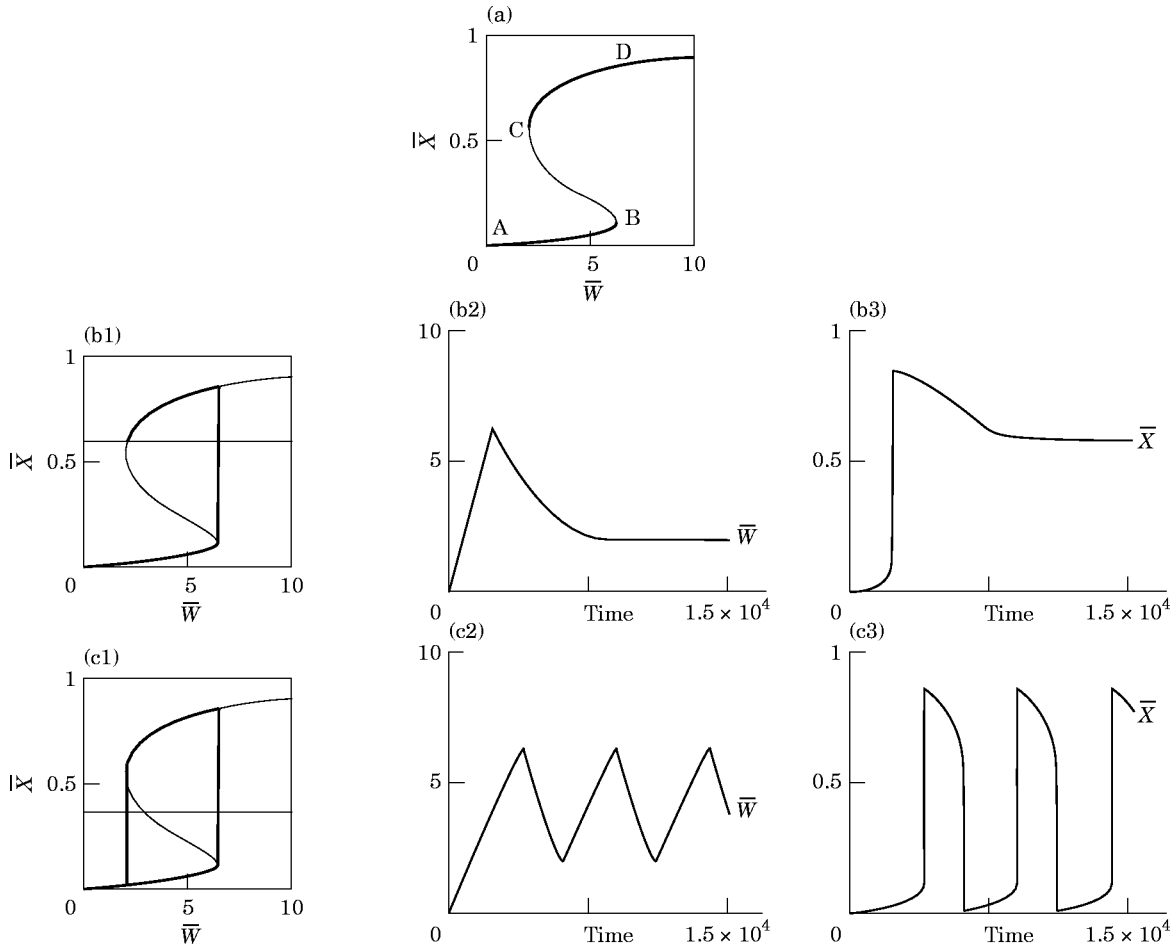 (a)
1
D
X̅
0.5
C
A
B
0
5
10
W̅
(b1)
1
X̅
0.5
0
5
10
W̅
(b2)
10
5
W̅
0
Time
1.5 × 10⁴
(b3)
1
X̅
0.5
0
Time
1.5 × 10⁴
(c1)
1
X̅
0.5
0
5
10
W̅
(c2)
10
5
W̅
0
Time
1.5 × 10⁴
(c3)
1
X̅
0.5
0
Time
1.5 × 10⁴